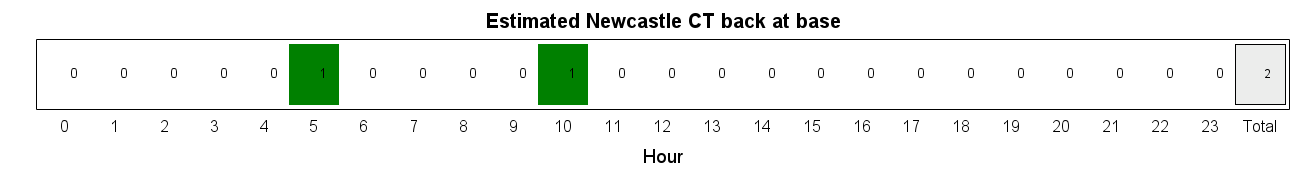 Estimated Newcastle CT back at base
0 0 0 0 0 1 0 0 0 0 1 0 0 0 0 0 0 0 0 0 0 0 0 0 2
0 1 2 3 4 5 6 7 8 9 10 11 12 13 14 15 16 17 18 19 20 21 22 23 Total
Hour